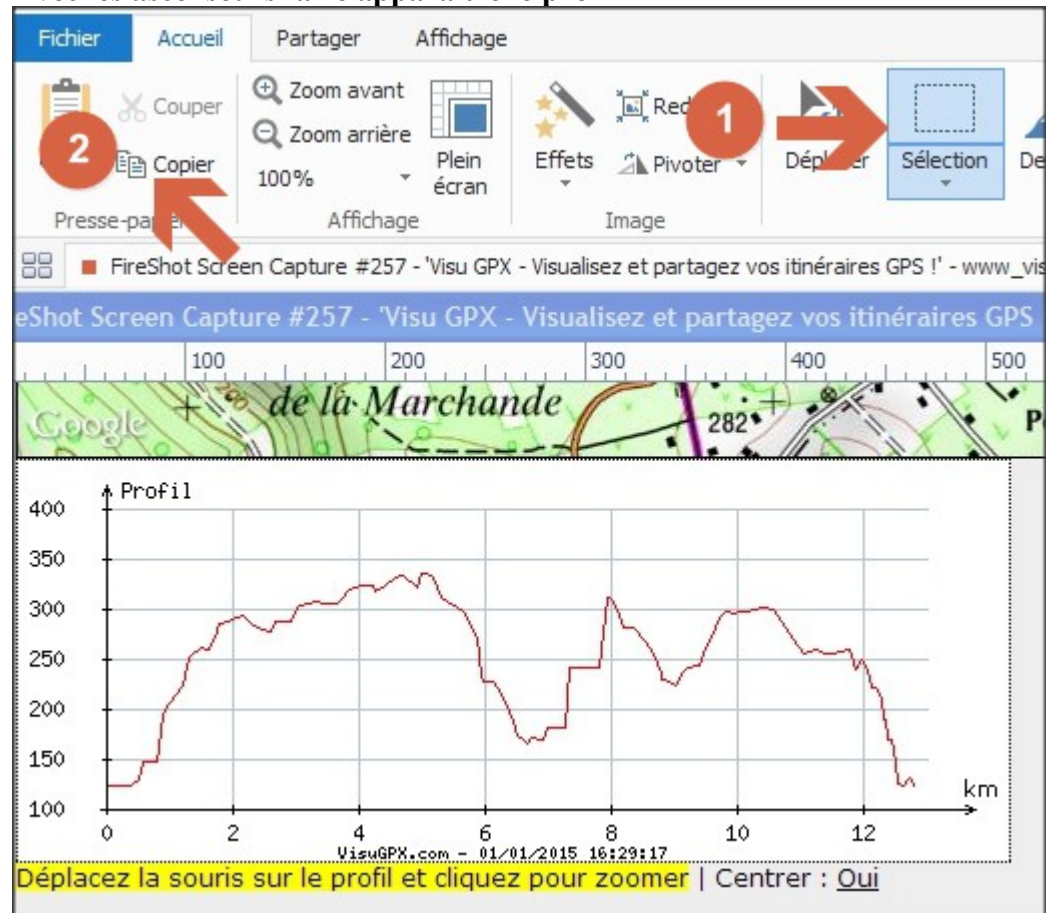 Fichier Accueil Partager Affichage
Couper
Zoom avant
1
2
Zoom arrière
Copier
100%
Plein
écran
Effets
Pivoter
Sélection
Affichage
Image
FireShot Screen Capture #257 - 'Visu GPX - Visualisez et partagez vos itinéraires GPS !' -
eShot Screen Capture #257 - 'Visu GPX - Visualisez et partagez vos itinéraires GPS
100 200 300 400 500
Google
de la Marchande
282
Profil
400
350
300
250
200
150
100
km
0 2 4 6 8 10 12
VisuGPX.com - 01/01/2015 16:29:17
Déplacez la souris sur le profil et cliquez pour zoomer | Centrer : Oui